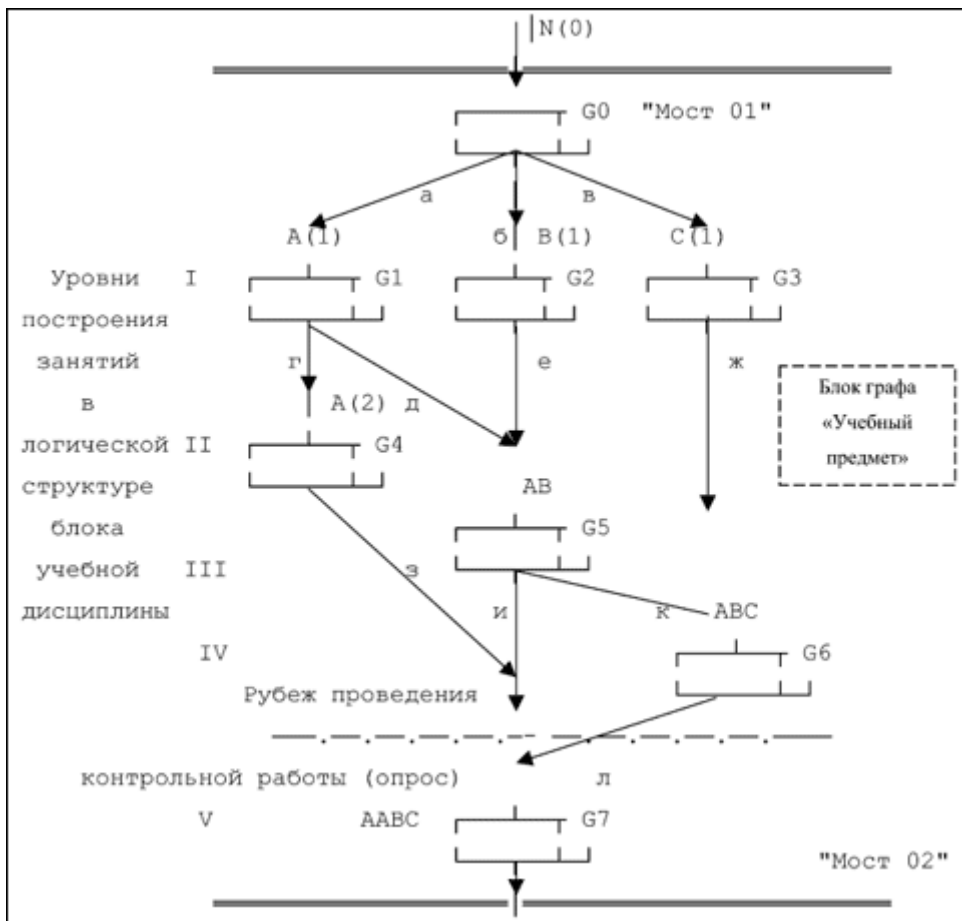 N(0)
G0 "Мост 01"
а в
A(1) б B(1) C(1)
Уровни I G1 G2 G3
построения
занятий г е ж
в A(2) д
логической II G4
структуре AB
блока G5
учебной III з
дисциплины и к ABC
IV G6
Рубеж проведения
контрольной работы (опрос) л
V AABC G7
"Мост 02"
Блок графа
«Учебный
предмет»